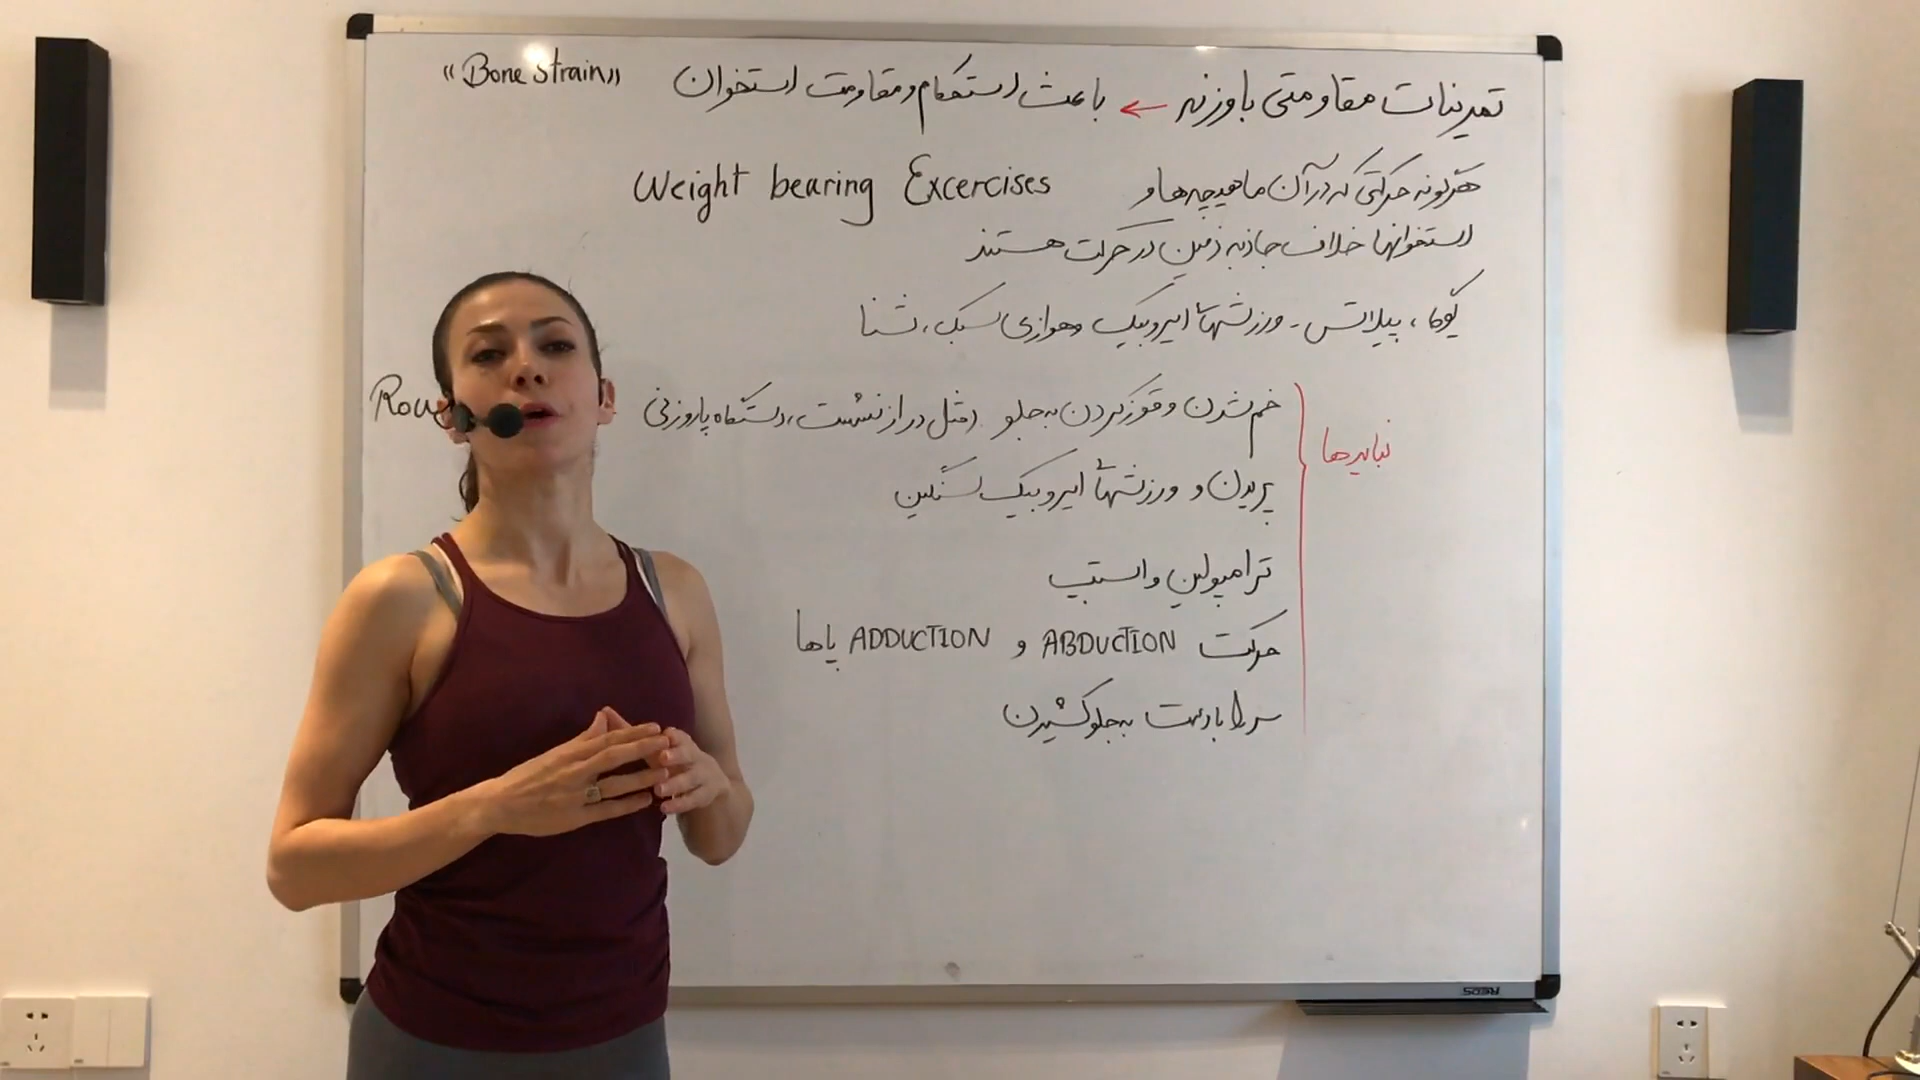 تمرینات مقاومتی با وزنه ← باعث استحکام و مقاومت استخوان «Bone strain»
هرگونه حرکتی که در آن ماهیچه‌ها و Weight bearing Excercises
استخوانها خلاف جاذبه زمین در حرکت هستند
یوگا، پیلاتس - ورزشهای ایروبیک و هوازی سبک، شنا
نبایدها
خم شدن و قوز کردن به جلو (مثل دراز نشست، دستگاه پاروزنی
پریدن و ورزشهای ایروبیک سنگین
ترامپولین و استپ
حرکت ABDUCTION و ADDUCTION پاها
سر را با دست به جلو کشیدن
REDS